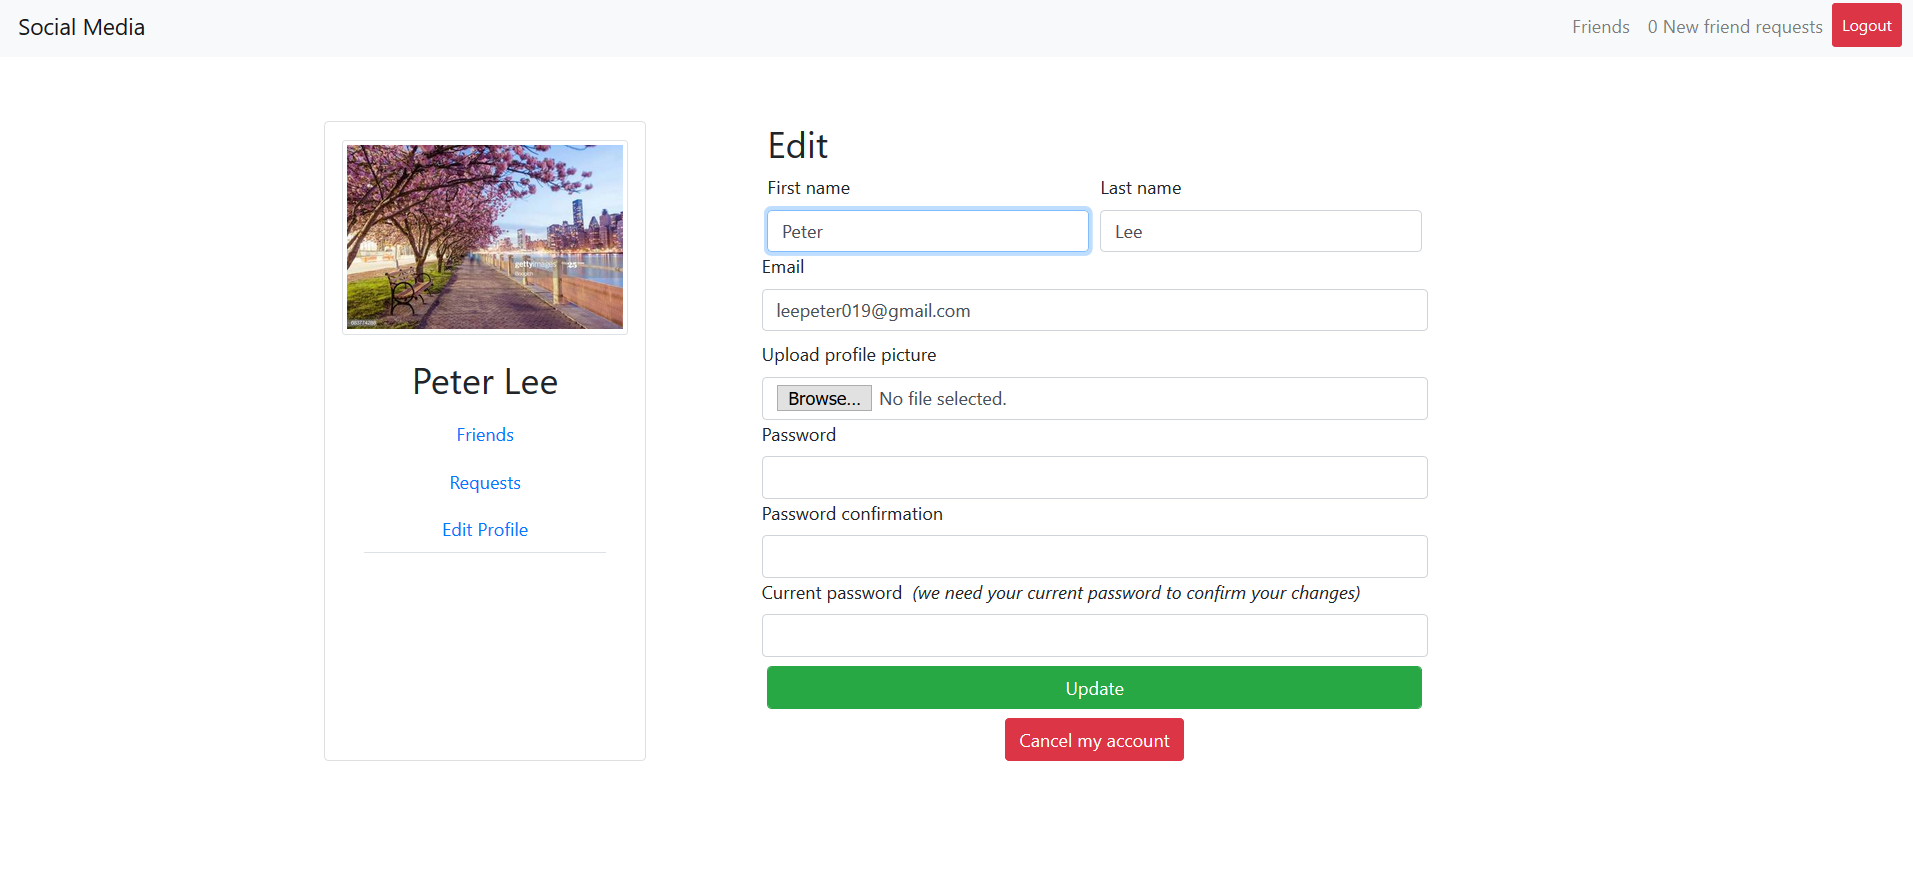 Social Media
Friends 0 New friend requests Logout
gettyimages
Peter Lee
Friends
Requests
Edit Profile
Edit
First name Last name
Peter Lee
Email
leepeter019@gmail.com
Upload profile picture
Browse... No file selected.
Password
Password confirmation
Current password (we need your current password to confirm your changes)
Update
Cancel my account